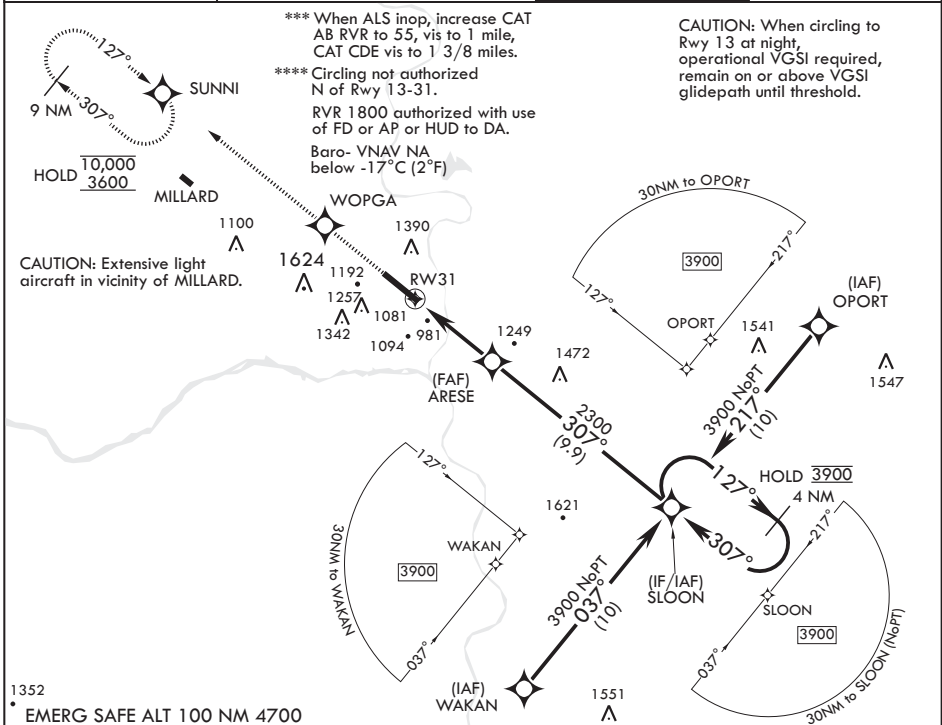 *** When ALS inop, increase CAT
AB RVR to 55, vis to 1 mile,
CAT CDE vis to 1 3/8 miles.
**** Circling not authorized
N of Rwy 13-31.
RVR 1800 authorized with use
of FD or AP or HUD to DA.
Baro- VNAV NA
below -17°C (2°F)
CAUTION: When circling to
Rwy 13 at night,
operational VGSI required,
remain on or above VGSI
glidepath until threshold.
127°
SUNNI
9 NM
307°
HOLD 10,000
3600
MILLARD
WOPGA
1100
1390
1624
1192
RW31
CAUTION: Extensive light
aircraft in vicinity of MILLARD.
1257
1081
1342
981
1094
1249
(FAF)
ARESE
1472
30NM to OPORT
3900
217°
127°
OPORT
1541
(IAF)
OPORT
1547
3900 NoPT
217°
(10)
2300
307°
(9.9)
127°
HOLD 3900
4 NM
307°
(IF/IAF)
SLOON
1621
127°
WAKAN
30NM to WAKAN
3900
037°
3900 NoPT
037°
(10)
217°
SLOON
3900
037°
30NM to SLOON (NoPT)
(IAF)
WAKAN
1551
1352
EMERG SAFE ALT 100 NM 4700